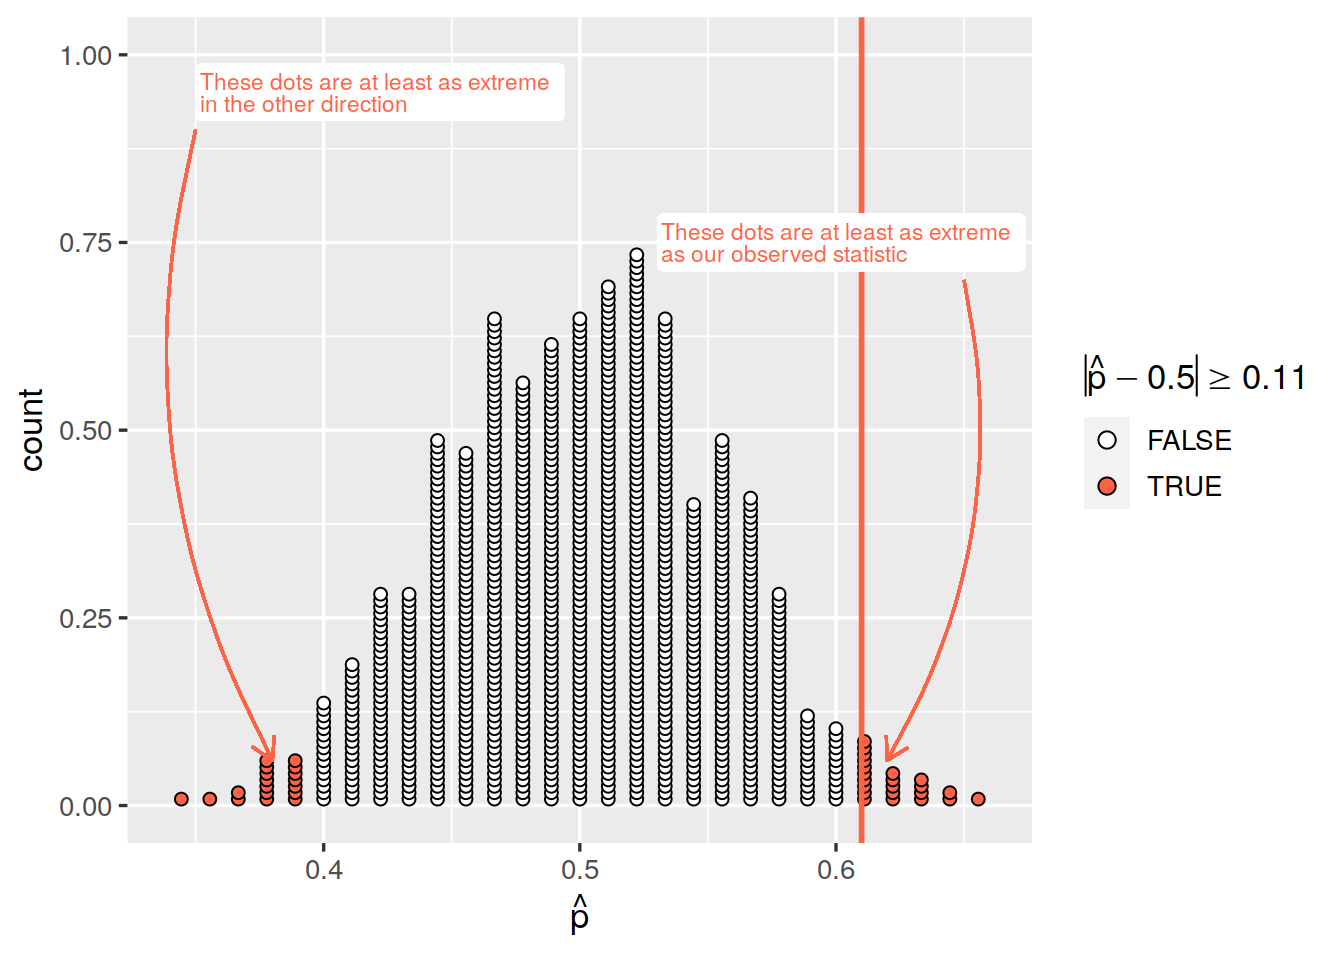 1.00
These dots are at least as extreme
in the other direction
0.75
These dots are at least as extreme
as our observed statistic
0.50
0.25
0.00
count
0.4 0.5 0.6
p̂
|p̂ − 0.5| ≥ 0.11
FALSE
TRUE